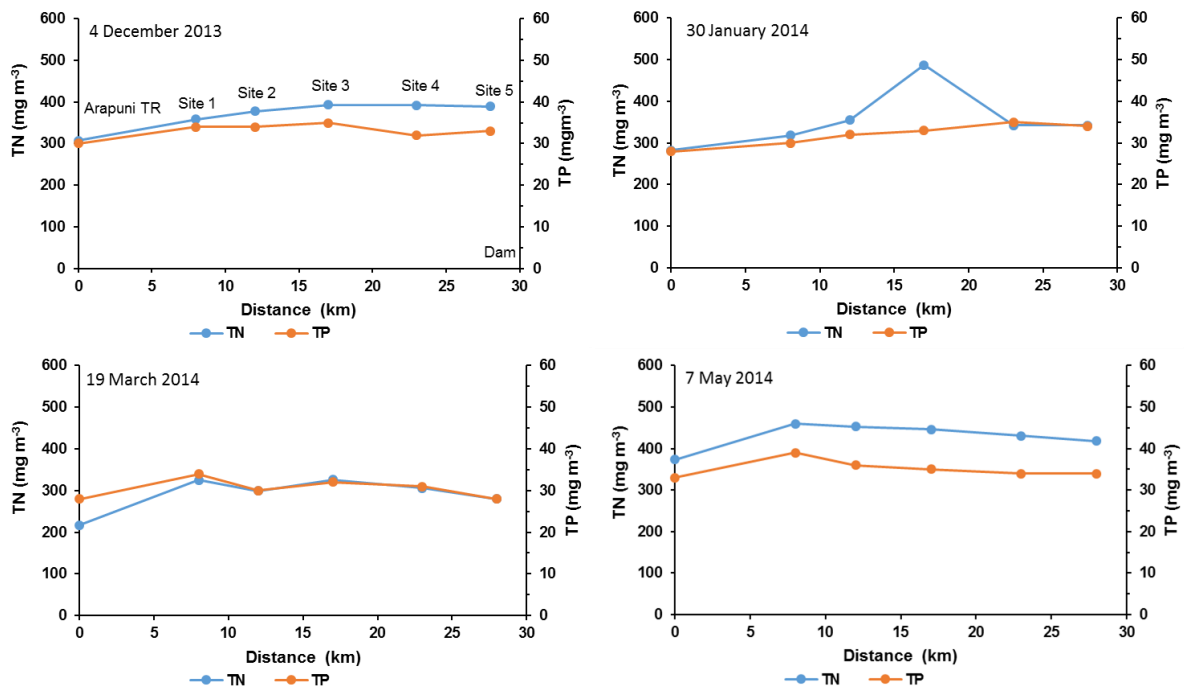 4 December 2013
TN (mg m-3)
600
500
400
300
200
100
0
Arapuni TR
Site 1
Site 2
Site 3
Site 4
Site 5
Dam
60
50
40
30
20
10
0
TP (mgm-3)
0 5 10 15 20 25 30
Distance (km)
TN TP
30 January 2014
TN (mg m-3)
600
500
400
300
200
100
0
60
50
40
30
20
10
0
TP (mg m-3)
0 5 10 15 20 25 30
Distance (km)
TN TP
19 March 2014
TN (mg m-3)
600
500
400
300
200
100
0
60
50
40
30
20
10
0
TP (mg m-3)
0 5 10 15 20 25 30
Distance (km)
TN TP
7 May 2014
TN (mg m-3)
600
500
400
300
200
100
0
60
50
40
30
20
10
0
TP (mg m-3)
0 5 10 15 20 25 30
Distance (km)
TN TP